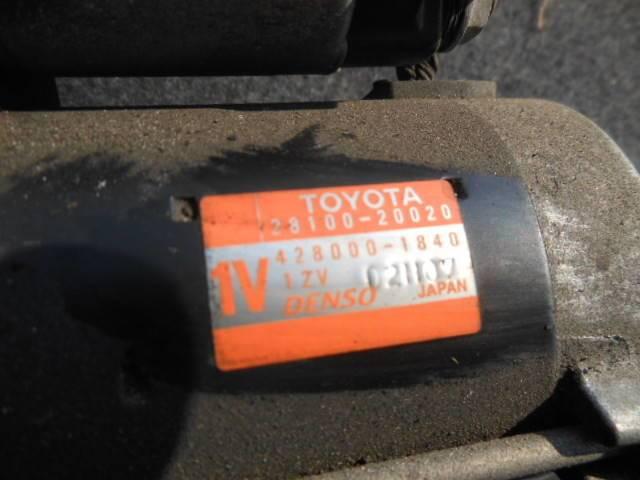 TOYOTA
28100-20020
428000-1840
1V
1.2V
DENSO JAPAN